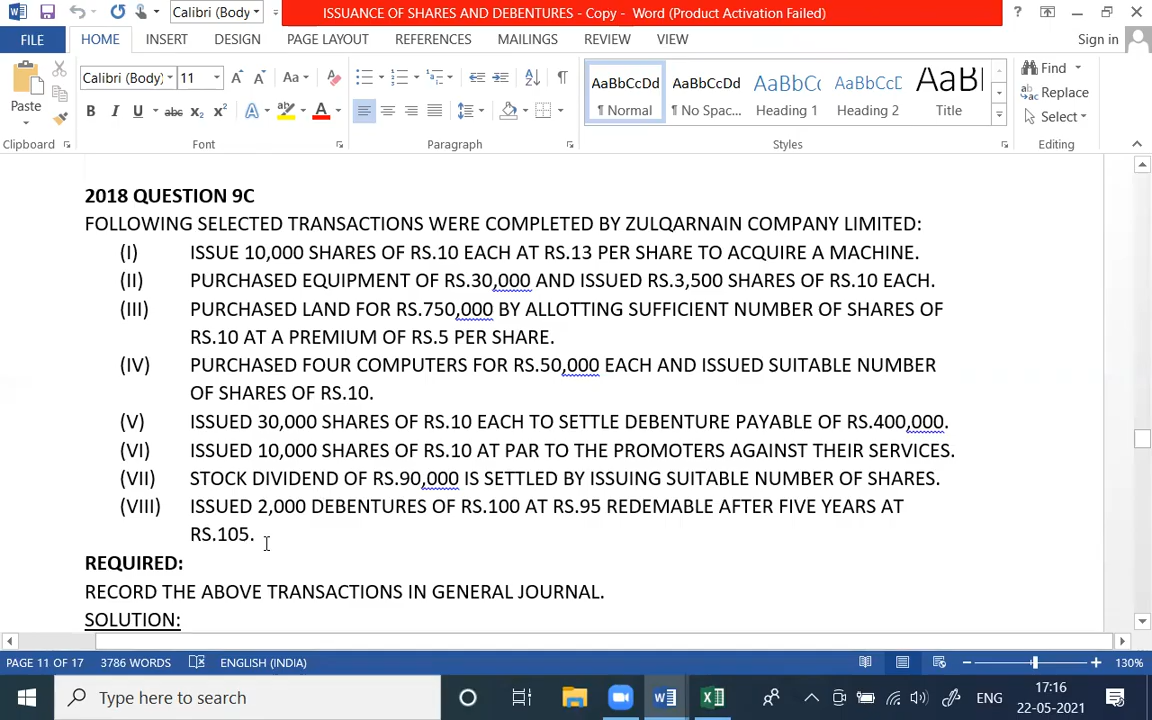 Calibri (Body
ISSUANCE OF SHARES AND DEBENTURES - Copy - Word (Product Activation Failed)
?
FILE HOME INSERT DESIGN PAGE LAYOUT REFERENCES MAILINGS REVIEW VIEW Sign in
Paste
Calibri (Body) 11 A A Aa
B I U abc X₂ X² A A
AaBbCcDd AaBbCcDd AaBbCc AaBbCcC AaBl
¶ Normal ¶ No Spac... Heading 1 Heading 2 Title
Find
Replace
Select
Clipboard Font Paragraph Styles Editing
2018 QUESTION 9C
FOLLOWING SELECTED TRANSACTIONS WERE COMPLETED BY ZULQARNAIN COMPANY LIMITED:
(I) ISSUE 10,000 SHARES OF RS.10 EACH AT RS.13 PER SHARE TO ACQUIRE A MACHINE.
(II) PURCHASED EQUIPMENT OF RS.30,000 AND ISSUED RS.3,500 SHARES OF RS.10 EACH.
(III) PURCHASED LAND FOR RS.750,000 BY ALLOTTING SUFFICIENT NUMBER OF SHARES OF
RS.10 AT A PREMIUM OF RS.5 PER SHARE.
(IV) PURCHASED FOUR COMPUTERS FOR RS.50,000 EACH AND ISSUED SUITABLE NUMBER
OF SHARES OF RS.10.
(V) ISSUED 30,000 SHARES OF RS.10 EACH TO SETTLE DEBENTURE PAYABLE OF RS.400,000.
(VI) ISSUED 10,000 SHARES OF RS.10 AT PAR TO THE PROMOTERS AGAINST THEIR SERVICES.
(VII) STOCK DIVIDEND OF RS.90,000 IS SETTLED BY ISSUING SUITABLE NUMBER OF SHARES.
(VIII) ISSUED 2,000 DEBENTURES OF RS.100 AT RS.95 REDEMABLE AFTER FIVE YEARS AT
RS.105.
REQUIRED:
RECORD THE ABOVE TRANSACTIONS IN GENERAL JOURNAL.
SOLUTION:
PAGE 11 OF 17 3786 WORDS ENGLISH (INDIA) 130%
Type here to search
ENG
17:16
22-05-2021